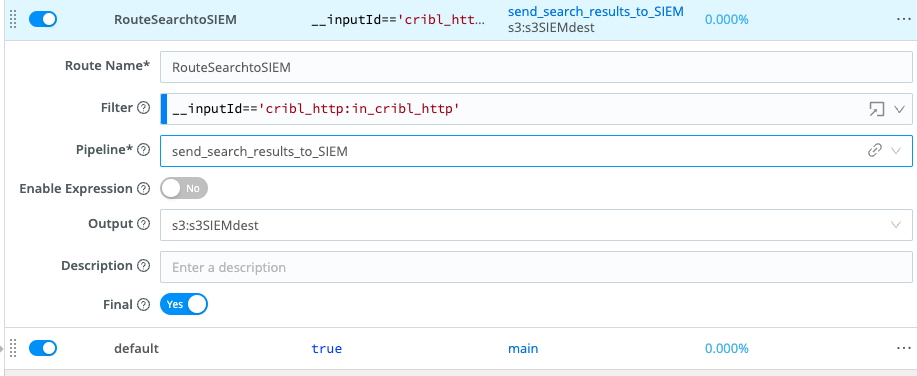 RouteSearchtoSIEM __inputId=='cribl_htt... send_search_results_to_SIEM 0.000% ...
s3:s3SIEMdest
Route Name* RouteSearchtoSIEM
Filter __inputId=='cribl_http:in_cribl_http'
Pipeline* send_search_results_to_SIEM
Enable Expression No
Output s3:s3SIEMdest
Description Enter a description
Final Yes
default true main 0.000% ...